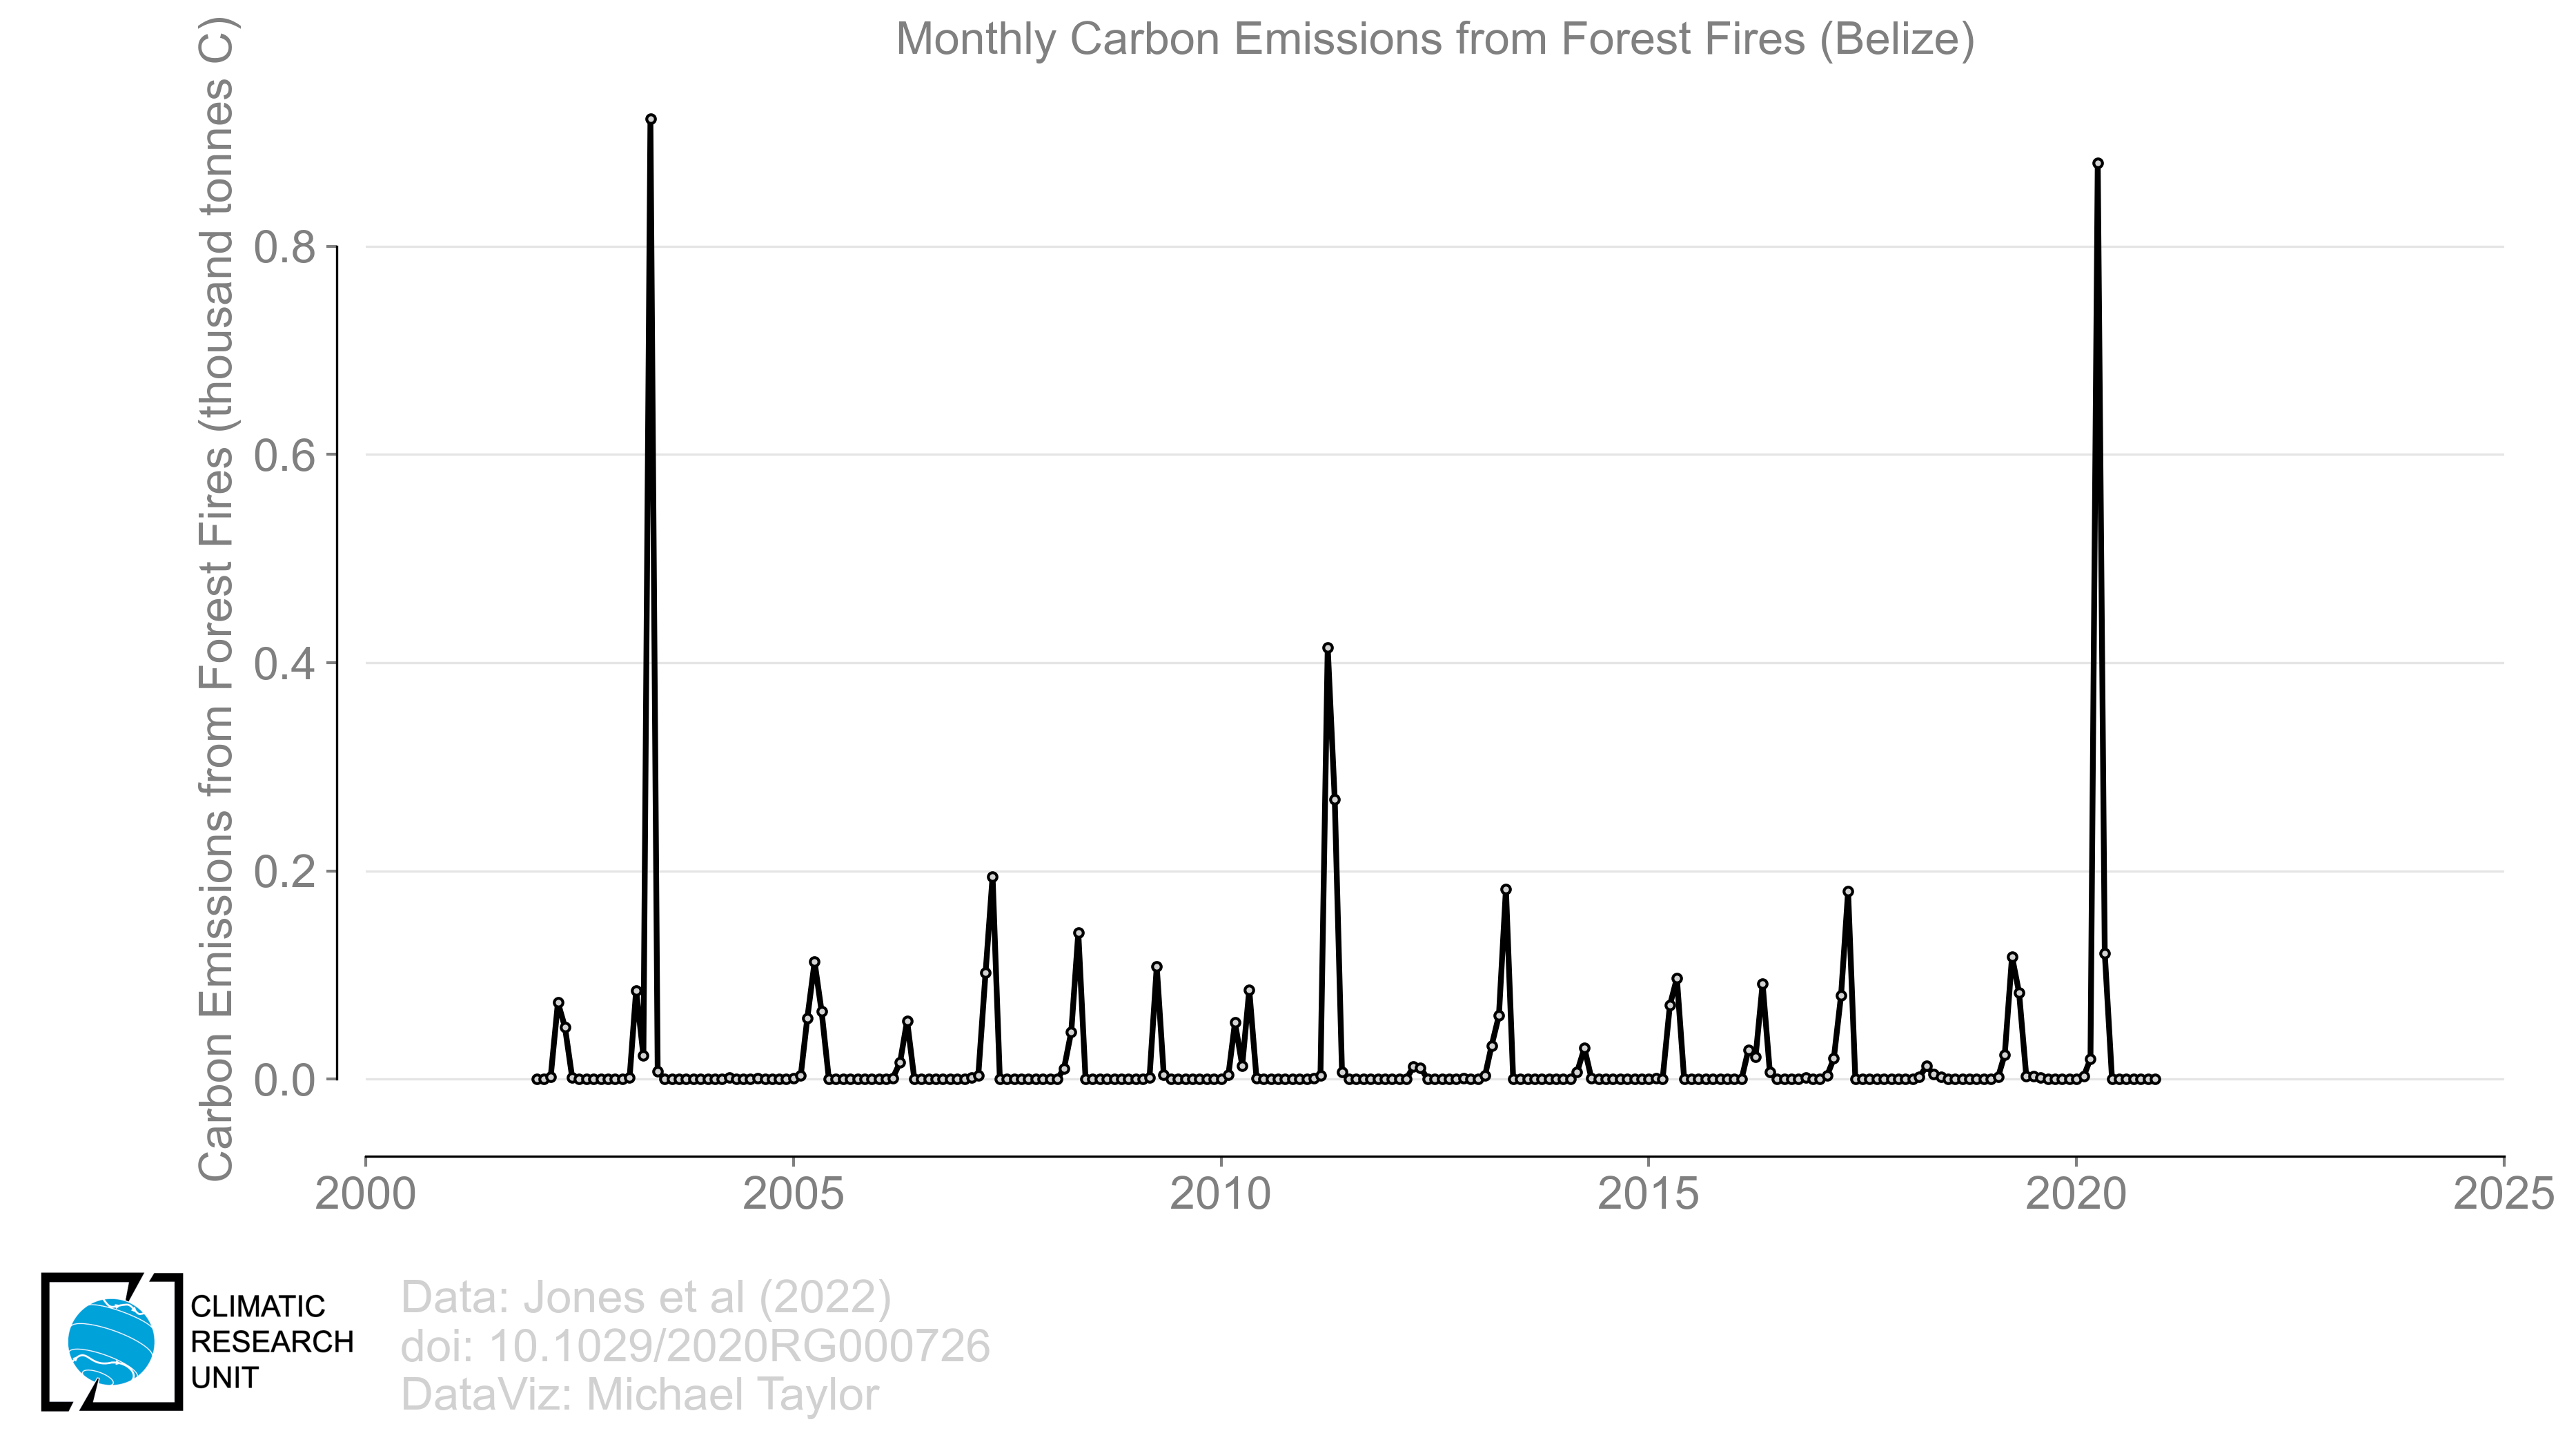 Monthly Carbon Emissions from Forest Fires (Belize)
Carbon Emissions from Forest Fires (thousand tonnes C)
0.8
0.6
0.4
0.2
0.0
2000
2005
2010
2015
2020
2025
CLIMATIC
RESEARCH
UNIT
Data: Jones et al (2022)
doi: 10.1029/2020RG000726
DataViz: Michael Taylor